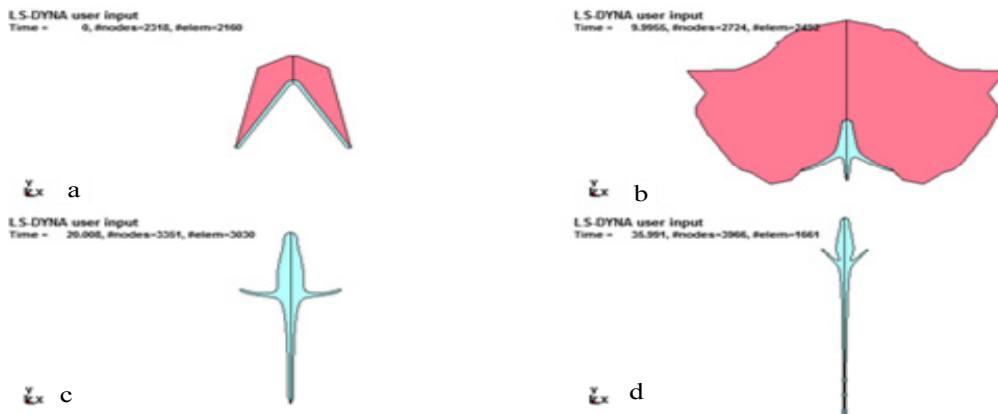 LS-DYNA user input
Time = 0, #nodes=2318, #elem=2160
Y
X
a
LS-DYNA user input
Time = 9.9955, #nodes=2724, #elem=2492
Y
X
b
LS-DYNA user input
Time = 20.008, #nodes=3351, #elem=3030
Y
X
c
LS-DYNA user input
Time = 35.991, #nodes=3966, #elem=1661
Y
X
d